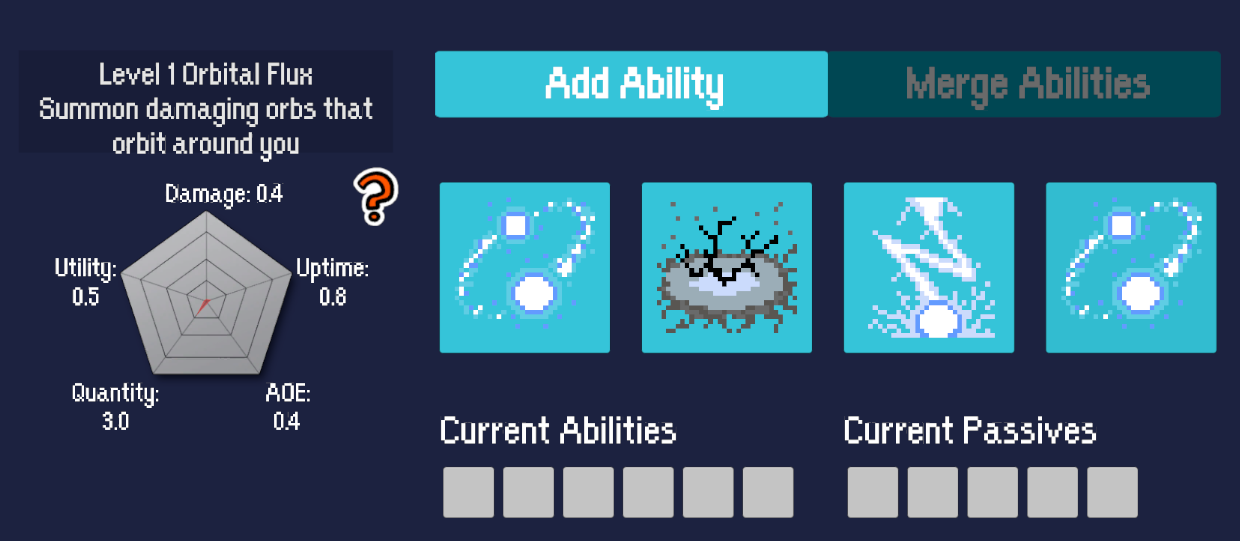 Level 1 Orbital Flux
Summon damaging orbs that
orbit around you
Damage: 0.4
?
Utility:
0.5
Uptime:
0.8
Quantity:
3.0
AOE:
0.4
Add Ability
Merge Abilities
Current Abilities
Current Passives